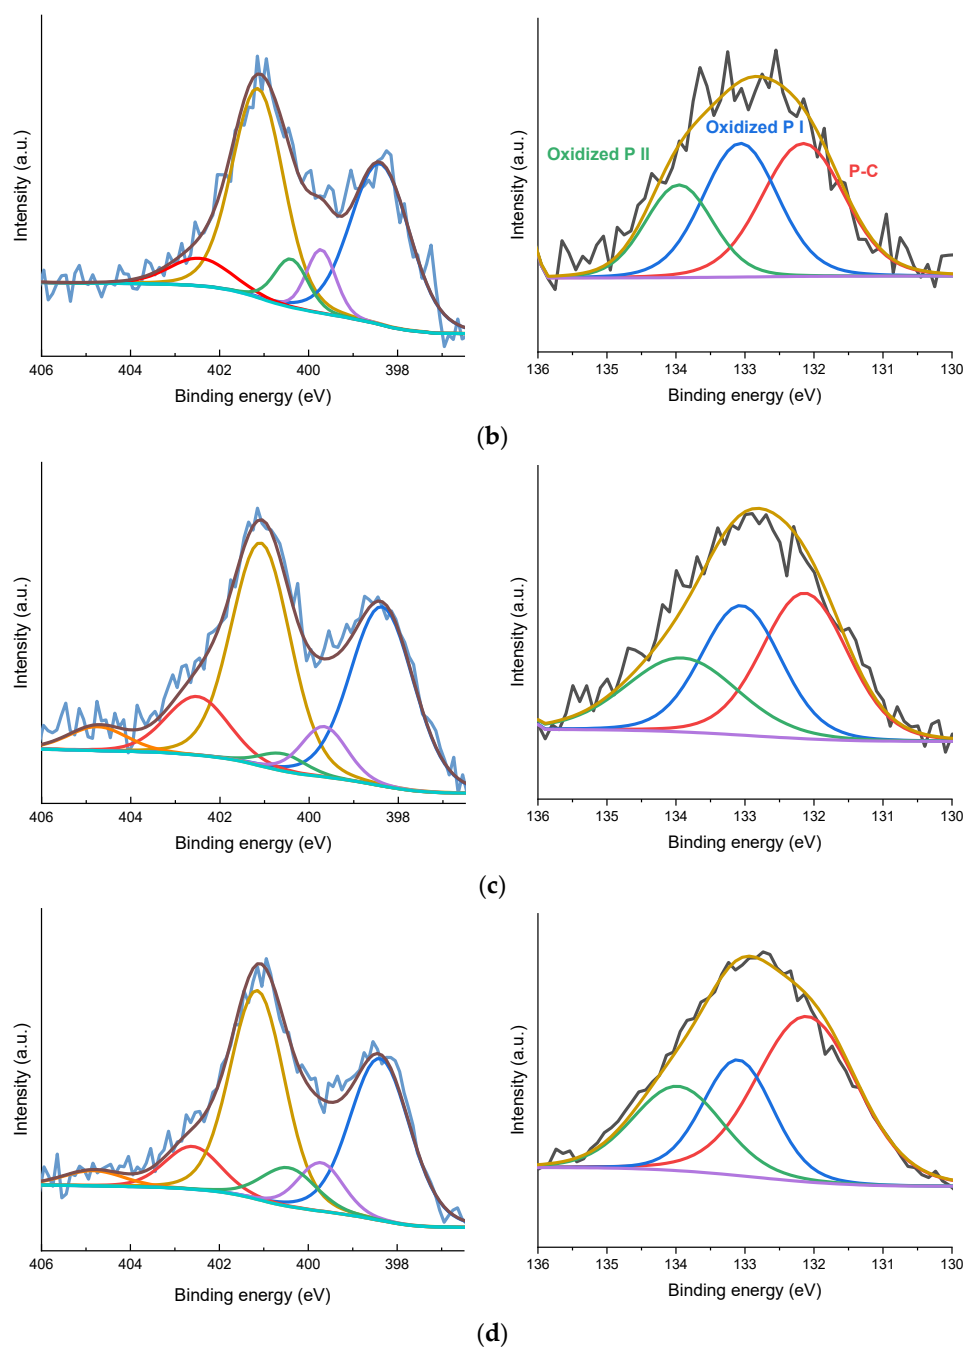 Intensity (a.u.)
406 404 402 400 398
Binding energy (eV)
Intensity (a.u.)
Oxidized P II
Oxidized P I
P-C
136 135 134 133 132 131 130
Binding energy (eV)
(b)
Intensity (a.u.)
406 404 402 400 398
Binding energy (eV)
Intensity (a.u.)
136 135 134 133 132 131 130
Binding energy (eV)
(c)
Intensity (a.u.)
406 404 402 400 398
Binding energy (eV)
Intensity (a.u.)
136 135 134 133 132 131 130
Binding energy (eV)
(d)